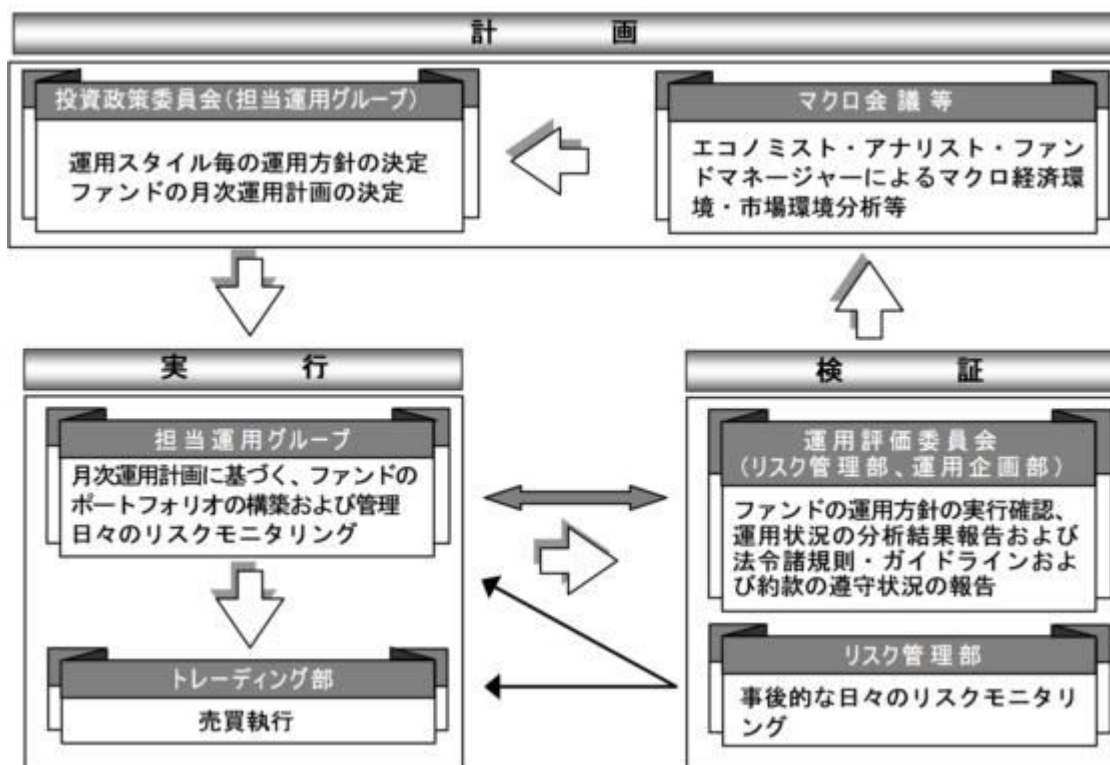 計 画
投資政策委員会(担当運用グループ)
運用スタイル毎の運用方針の決定
ファンドの月次運用計画の決定
マクロ会議等
エコノミスト・アナリスト・ファン
ドマネージャーによるマクロ経済環
境・市場環境分析等
実 行
担当運用グループ
月次運用計画に基づく、ファンドの
ポートフォリオの構築および管理
日々のリスクモニタリング
トレーディング部
売買執行
検 証
運用評価委員会
(リスク管理部、運用企画部)
ファンドの運用方針の実行確認、
運用状況の分析結果報告および
法令諸規則・ガイドラインおよ
び約款の遵守状況の報告
リスク管理部
事後的な日々のリスクモニタリ
ング